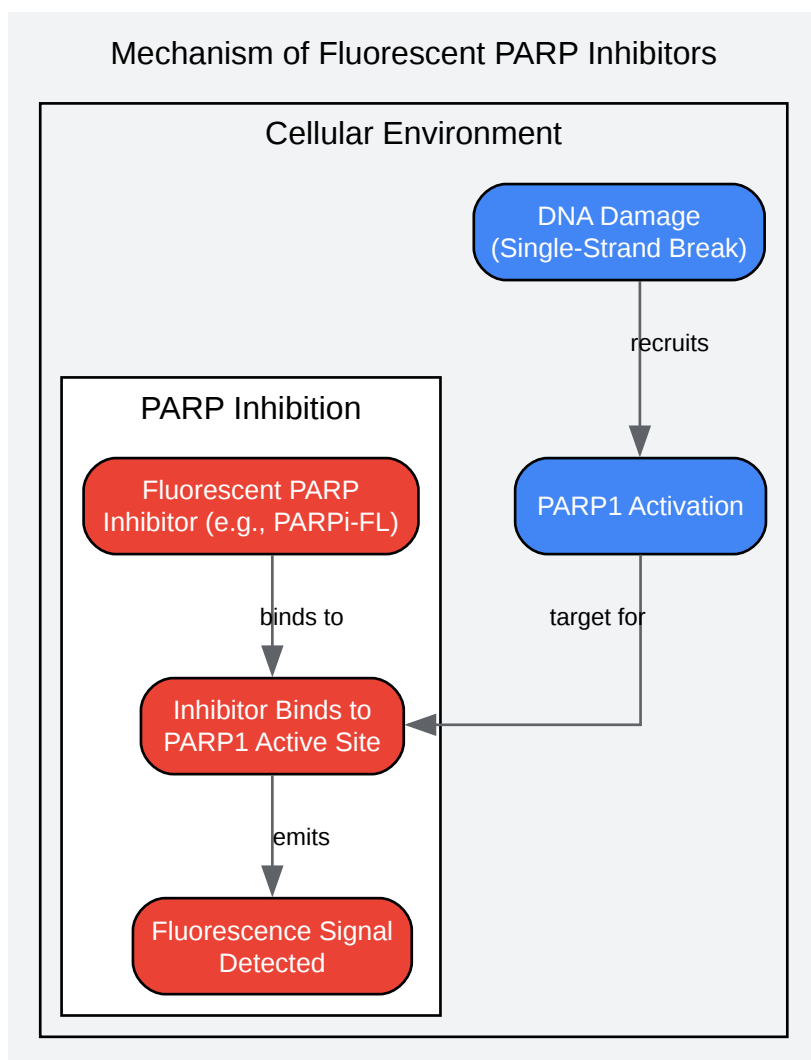 Mechanism of Fluorescent PARP Inhibitors
Cellular Environment
DNA Damage
(Single-Strand Break)
recruits
PARP Inhibition
Fluorescent PARP
Inhibitor (e.g., PARPi-FL)
PARP1 Activation
binds to
target for
Inhibitor Binds to
PARP1 Active Site
emits
Fluorescence Signal
Detected